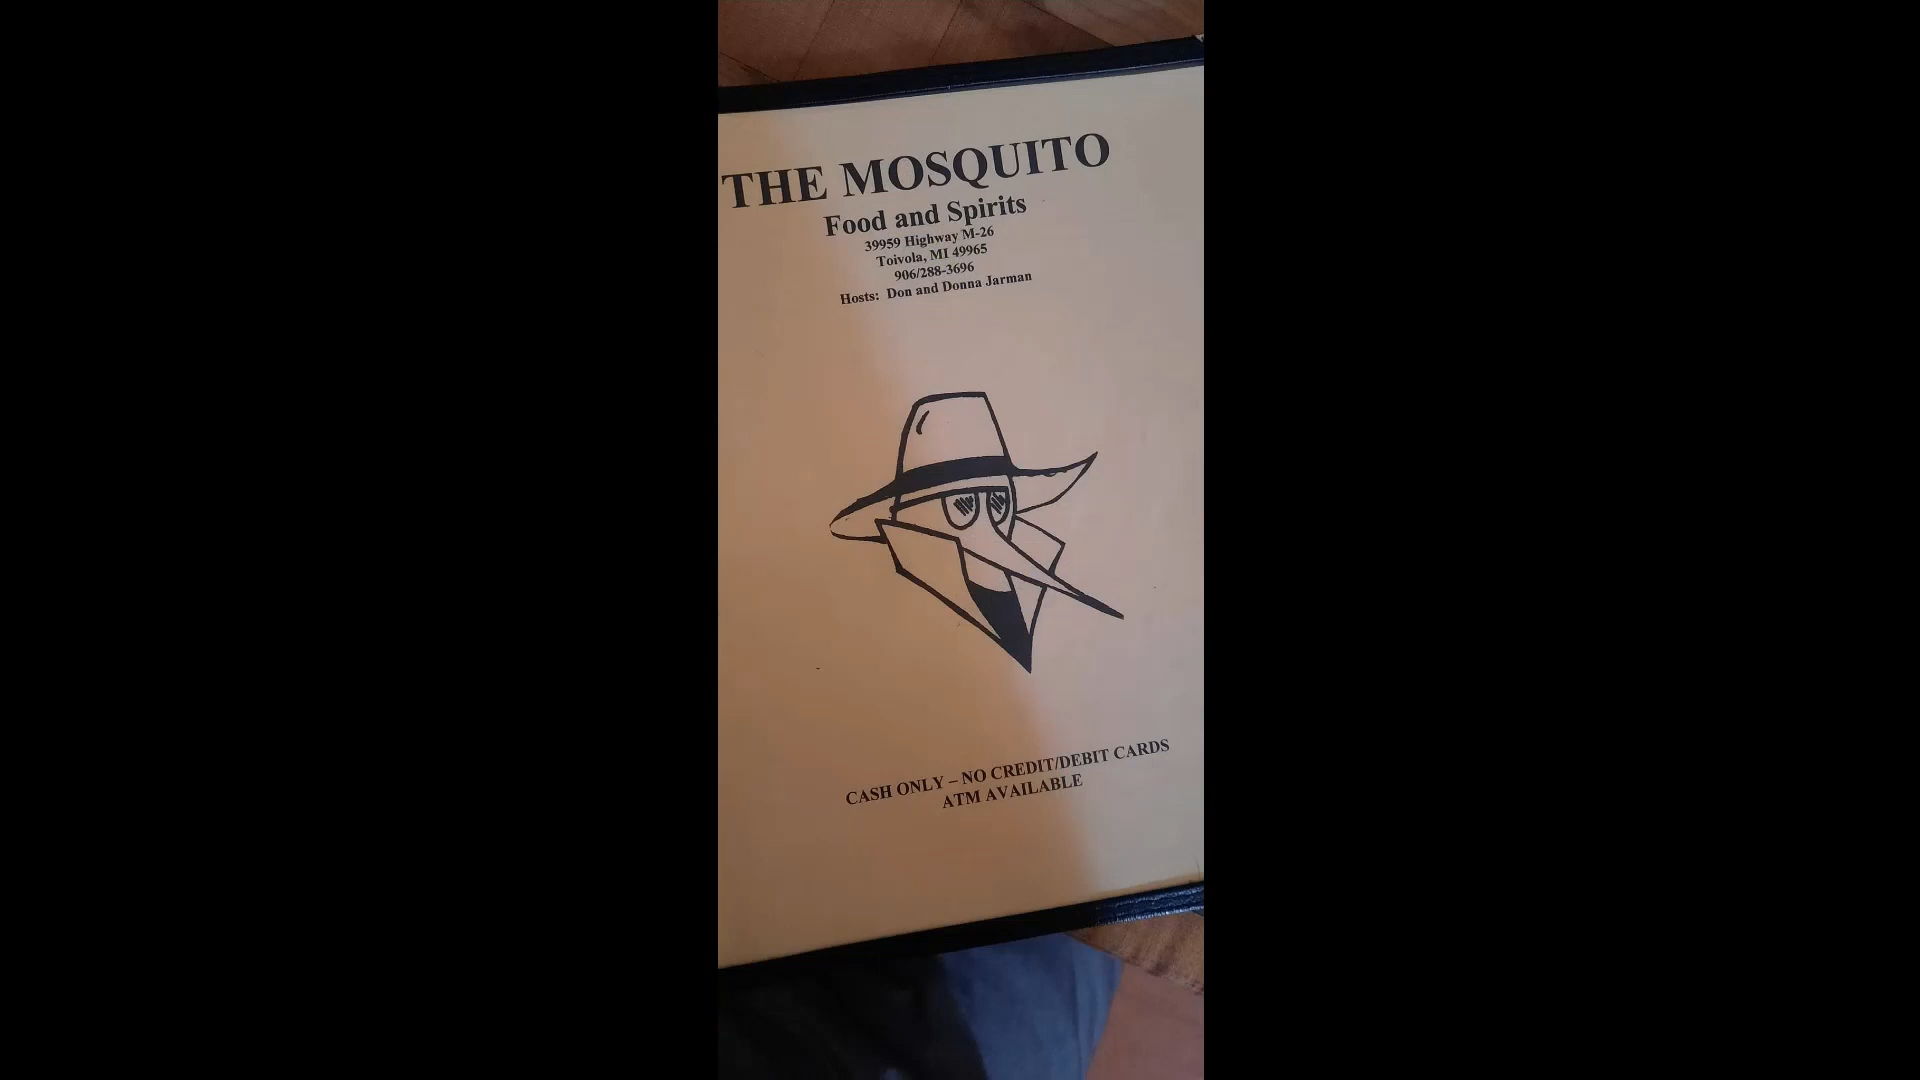 THE MOSQUITO
Food and Spirits
39959 Highway M-26
Toivola, MI 49965
906/288-3696
Hosts: Don and Donna Jarman
CASH ONLY – NO CREDIT/DEBIT CARDS
ATM AVAILABLE